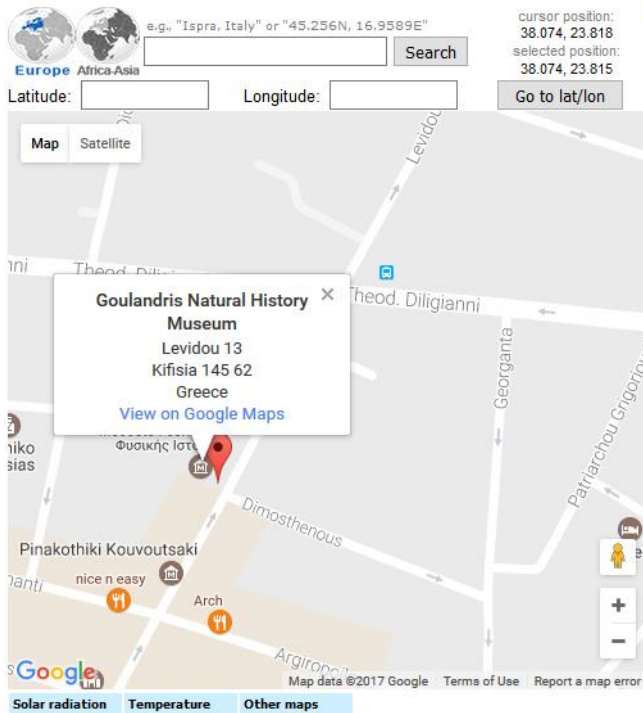 e.g., "Ispra, Italy" or "45.256N, 16.9589E"
cursor position:
38.074, 23.818
selected position:
38.074, 23.815
Search
Europe Africa-Asia
Latitude:
Longitude:
Go to lat/lon
Map Satellite
Levidou
Theod. Diligianni
Goulandris Natural History
Museum
Levidou 13
Kifisia 145 62
Greece
View on Google Maps
Georganta
Patriarchou Grigoriou
Φυσικής Ιστ
Dimosthenous
Pinakothiki Kouvoutsaki
nice n easy
Arch
Google
Map data ©2017 Google Terms of Use Report a map error
Solar radiation Temperature Other maps